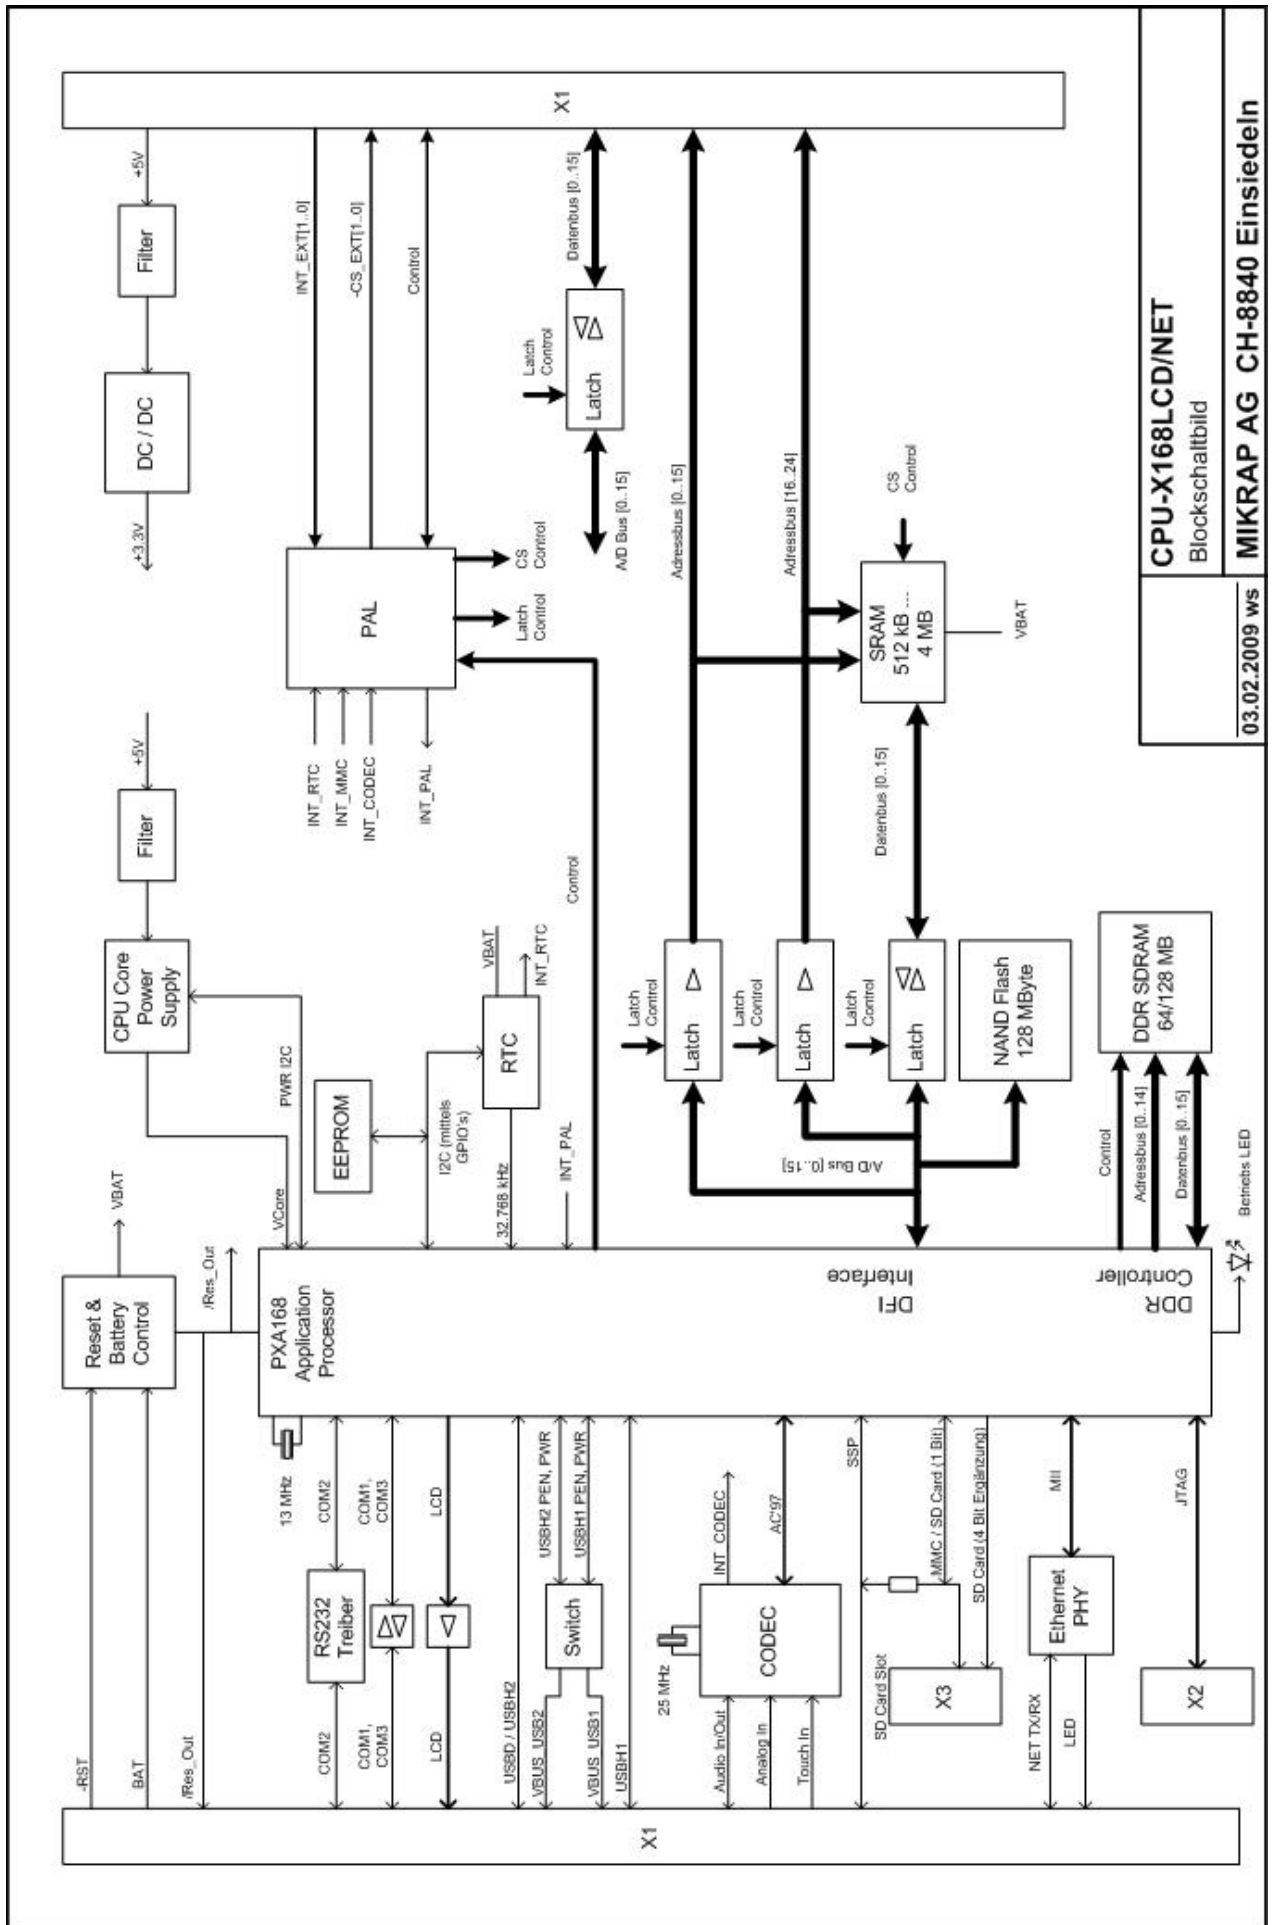 X1
-RST
BAT
/Res_Out
COM2
COM1,
COM3
LCD
USBD / USBH2
VBUS_USB2
VBUS_USB1
USBH1
Audio In/Out
Analog In
Touch In
SD Card Slot
NET TX/RX
LED
RS232
Treiber
Switch
25 MHz
CODEC
X3
Ethernet
PHY
X2
13 MHz
COM2
COM1,
COM3
LCD
USBH2 PEN, PWR
USBH1 PEN, PWR
INT_CODEC
AC'97
SSP
MMC / SD Card (1 Bit)
SD Card (4 Bit Ergänzung)
MII
JTAG
Reset &
Battery
Control
VBAT
/Res_Out
PXA168
Application
Processor
DFI
Interface
DDR
Controller
Betriebs LED
VCore
PWR I2C
CPU Core
Power
Supply
Filter
+5V
EEPROM
I2C (mittels
GPIO's)
32.768 kHz
RTC
VBAT
INT_RTC
INT_PAL
Control
A/D Bus [0..15]
Latch
Control
Latch
Latch
Control
Latch
Latch
Control
Latch
NAND Flash
128 MByte
Control
Adressbus [0..14]
Datenbus [0..15]
DDR SDRAM
64/128 MB
Datenbus [0..15]
SRAM
512 kB ...
4 MB
VBAT
CS
Control
INT_RTC
INT_MMC
INT_CODEC
INT_PAL
PAL
Latch
Control
CS
Control
+3.3V
DC / DC
Filter
+5V
INT_EXT[1..0]
-CS_EXT[1..0]
Control
A/D Bus [0..15]
Latch
Control
Latch
Datenbus [0..15]
Adressbus [0..15]
Adressbus [16..24]
X1
CPU-X168LCD/NET
Blockschaltbild
03.02.2009 ws
MIKRAP AG CH-8840 Einsiedeln